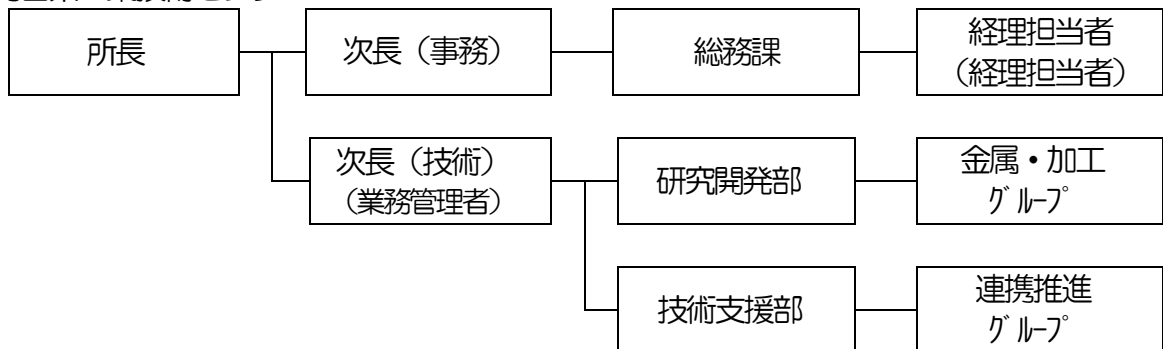 所長
次長（事務）
総務課
経理担当者
（経理担当者）
次長（技術）
（業務管理者）
研究開発部
金属・加工
グループ
技術支援部
連携推進
グループ